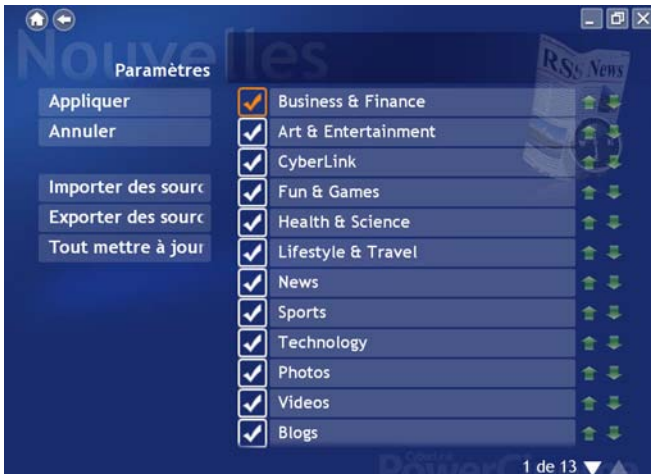 Nouvelles
RSS News
Paramètres
Appliquer
Annuler
Importer des sourc
Exporter des sourc
Tout mettre à jour
Business & Finance
Art & Entertainment
CyberLink
Fun & Games
Health & Science
Lifestyle & Travel
News
Sports
Technology
Photos
Videos
Blogs
CyberLink
1 de 13